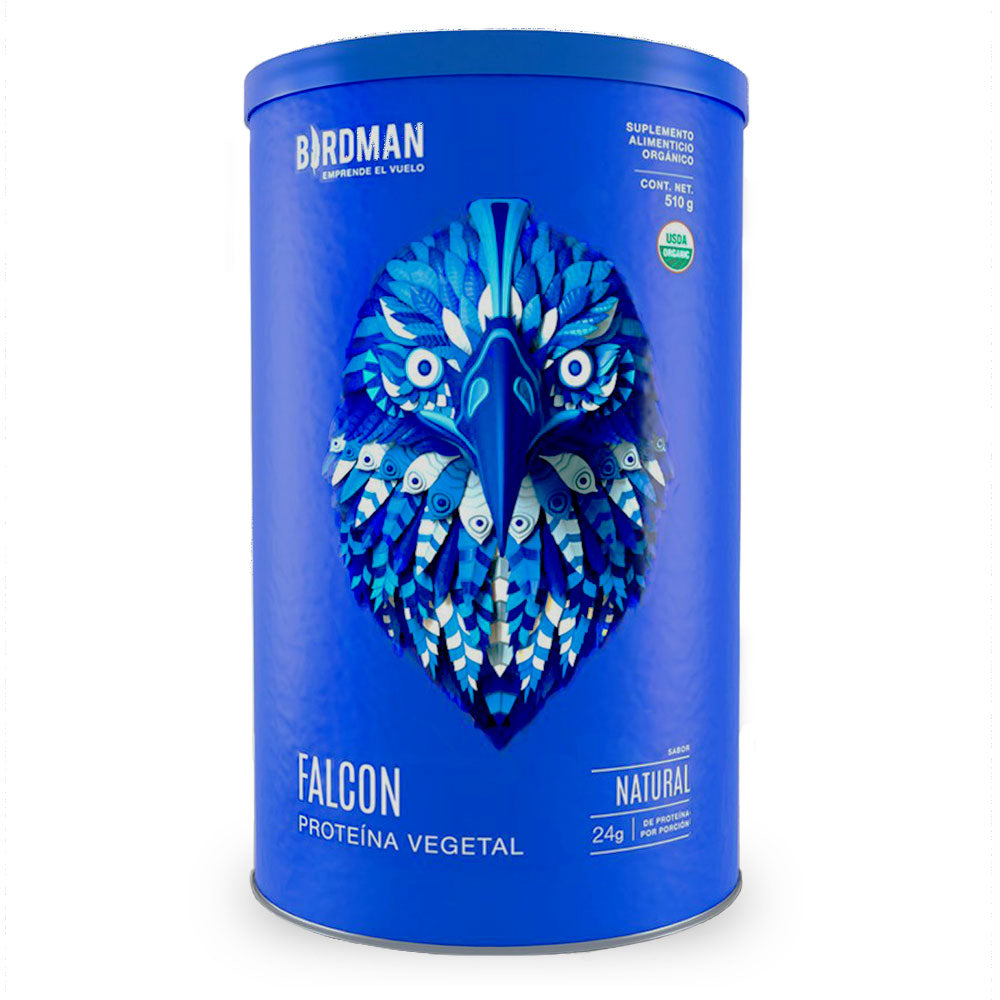 BIRDMAN
EMPRENDE EL VUELO
SUPLEMENTO
ALIMENTICIO
ORGÁNICO
CONT. NET.
510 g
USDA
ORGANIC
FALCON
PROTEÍNA VEGETAL
SABOR
NATURAL
24g
DE PROTEÍNA
POR PORCIÓN